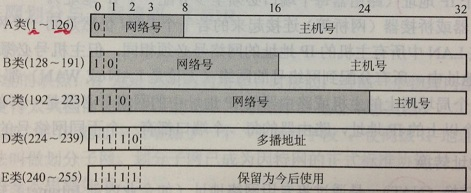 0 1 2 3 8 16 24 32
A类(1~126) 0 网络号 主机号
B类(128~191) 1 0 网络号 主机号
C类(192~223) 1 1 0 网络号 主机号
D类(224~239) 1 1 1 0 多播地址
E类(240~255) 1 1 1 1 保留为今后使用